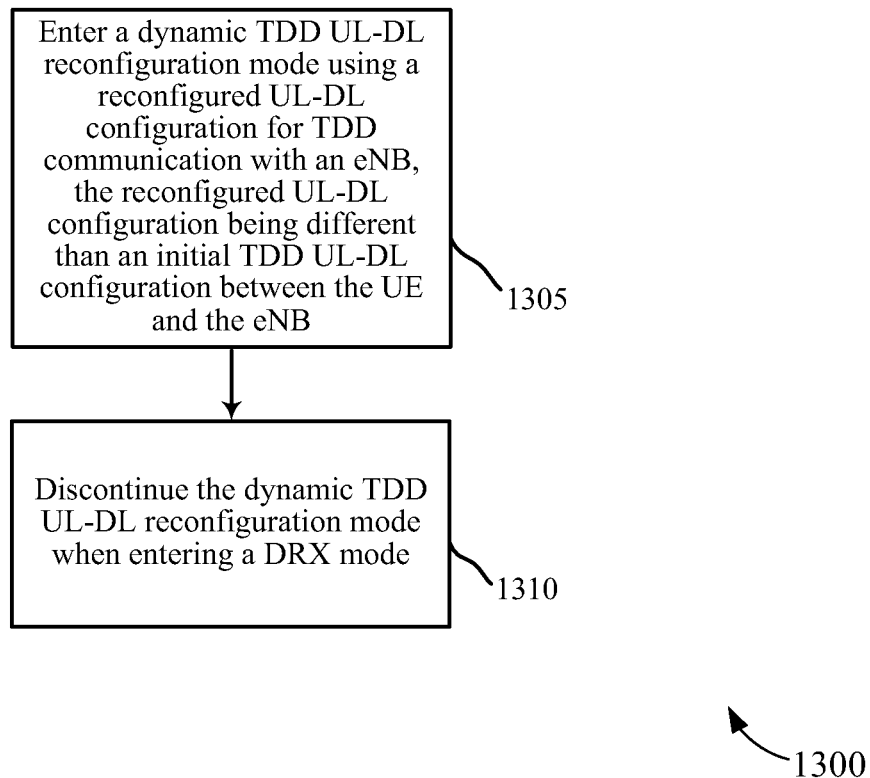 Enter a dynamic TDD UL-DL
reconfiguration mode using a
reconfigured UL-DL
configuration for TDD
communication with an eNB,
the reconfigured UL-DL
configuration being different
than an initial TDD UL-DL
configuration between the UE
and the eNB
1305
Discontinue the dynamic TDD
UL-DL reconfiguration mode
when entering a DRX mode
1310
1300